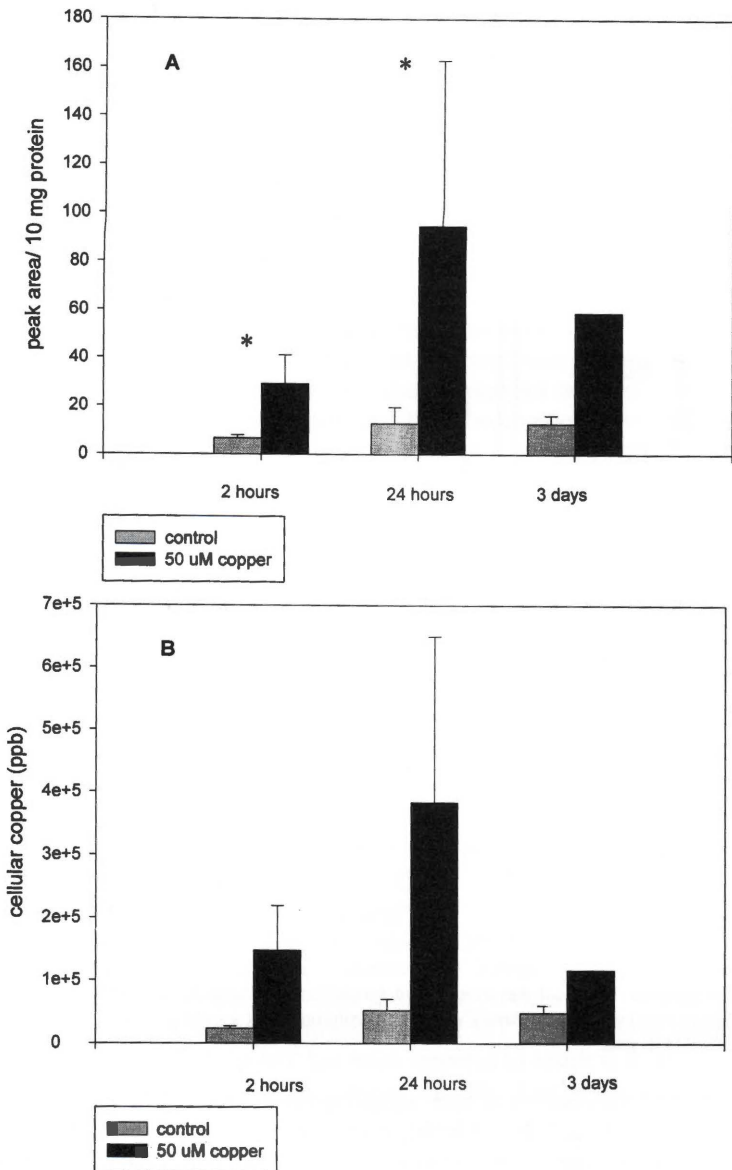 180
160
140
120
100
80
60
40
20
0
peak area/ 10 mg protein
A
*
*
2 hours
24 hours
3 days
control
50 uM copper
7e+5
6e+5
5e+5
4e+5
3e+5
2e+5
1e+5
0
cellular copper (ppb)
B
2 hours
24 hours
3 days
control
50 uM copper